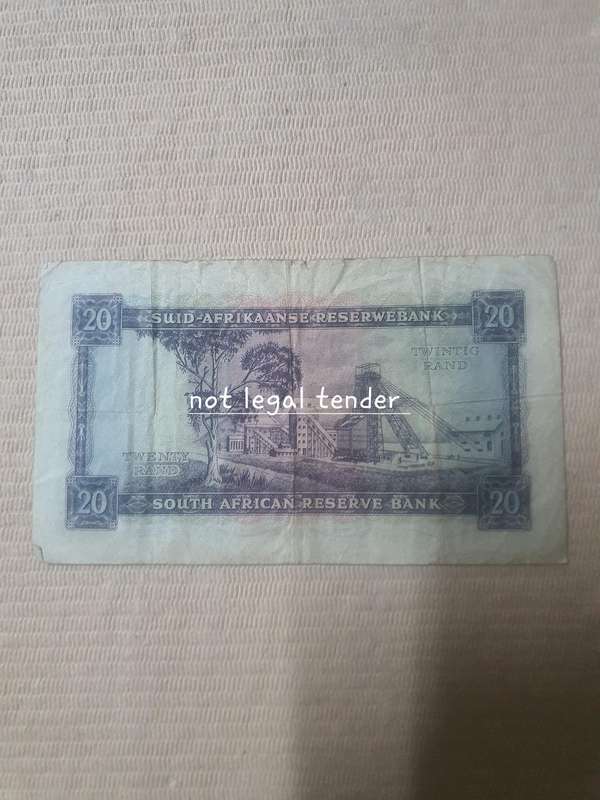 20 SUID-AFRIKAANSE RESERWEBANK 20
TWINTIG
RAND
not legal tender
TWENTY
RAND
20 SOUTH AFRICAN RESERVE BANK 20